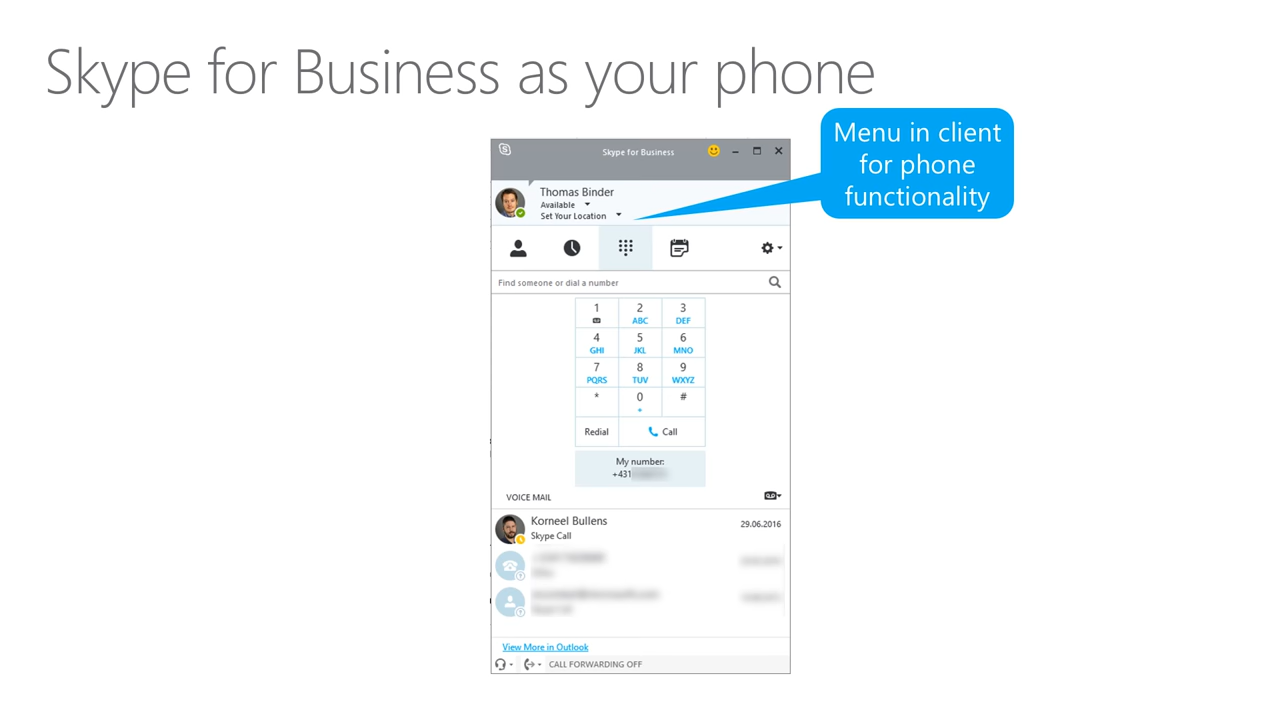 Skype for Business as your phone
Menu in client
for phone
functionality
Skype for Business
Thomas Binder
Available
Set Your Location
Find someone or dial a number
1 2 3
ABC DEF
4 5 6
GHI JKL MNO
7 8 9
PQRS TUV WXYZ
* 0 #
+
Redial Call
My number:
+431
VOICE MAIL
Korneel Bullens 29.06.2016
Skype Call
View More in Outlook
CALL FORWARDING OFF